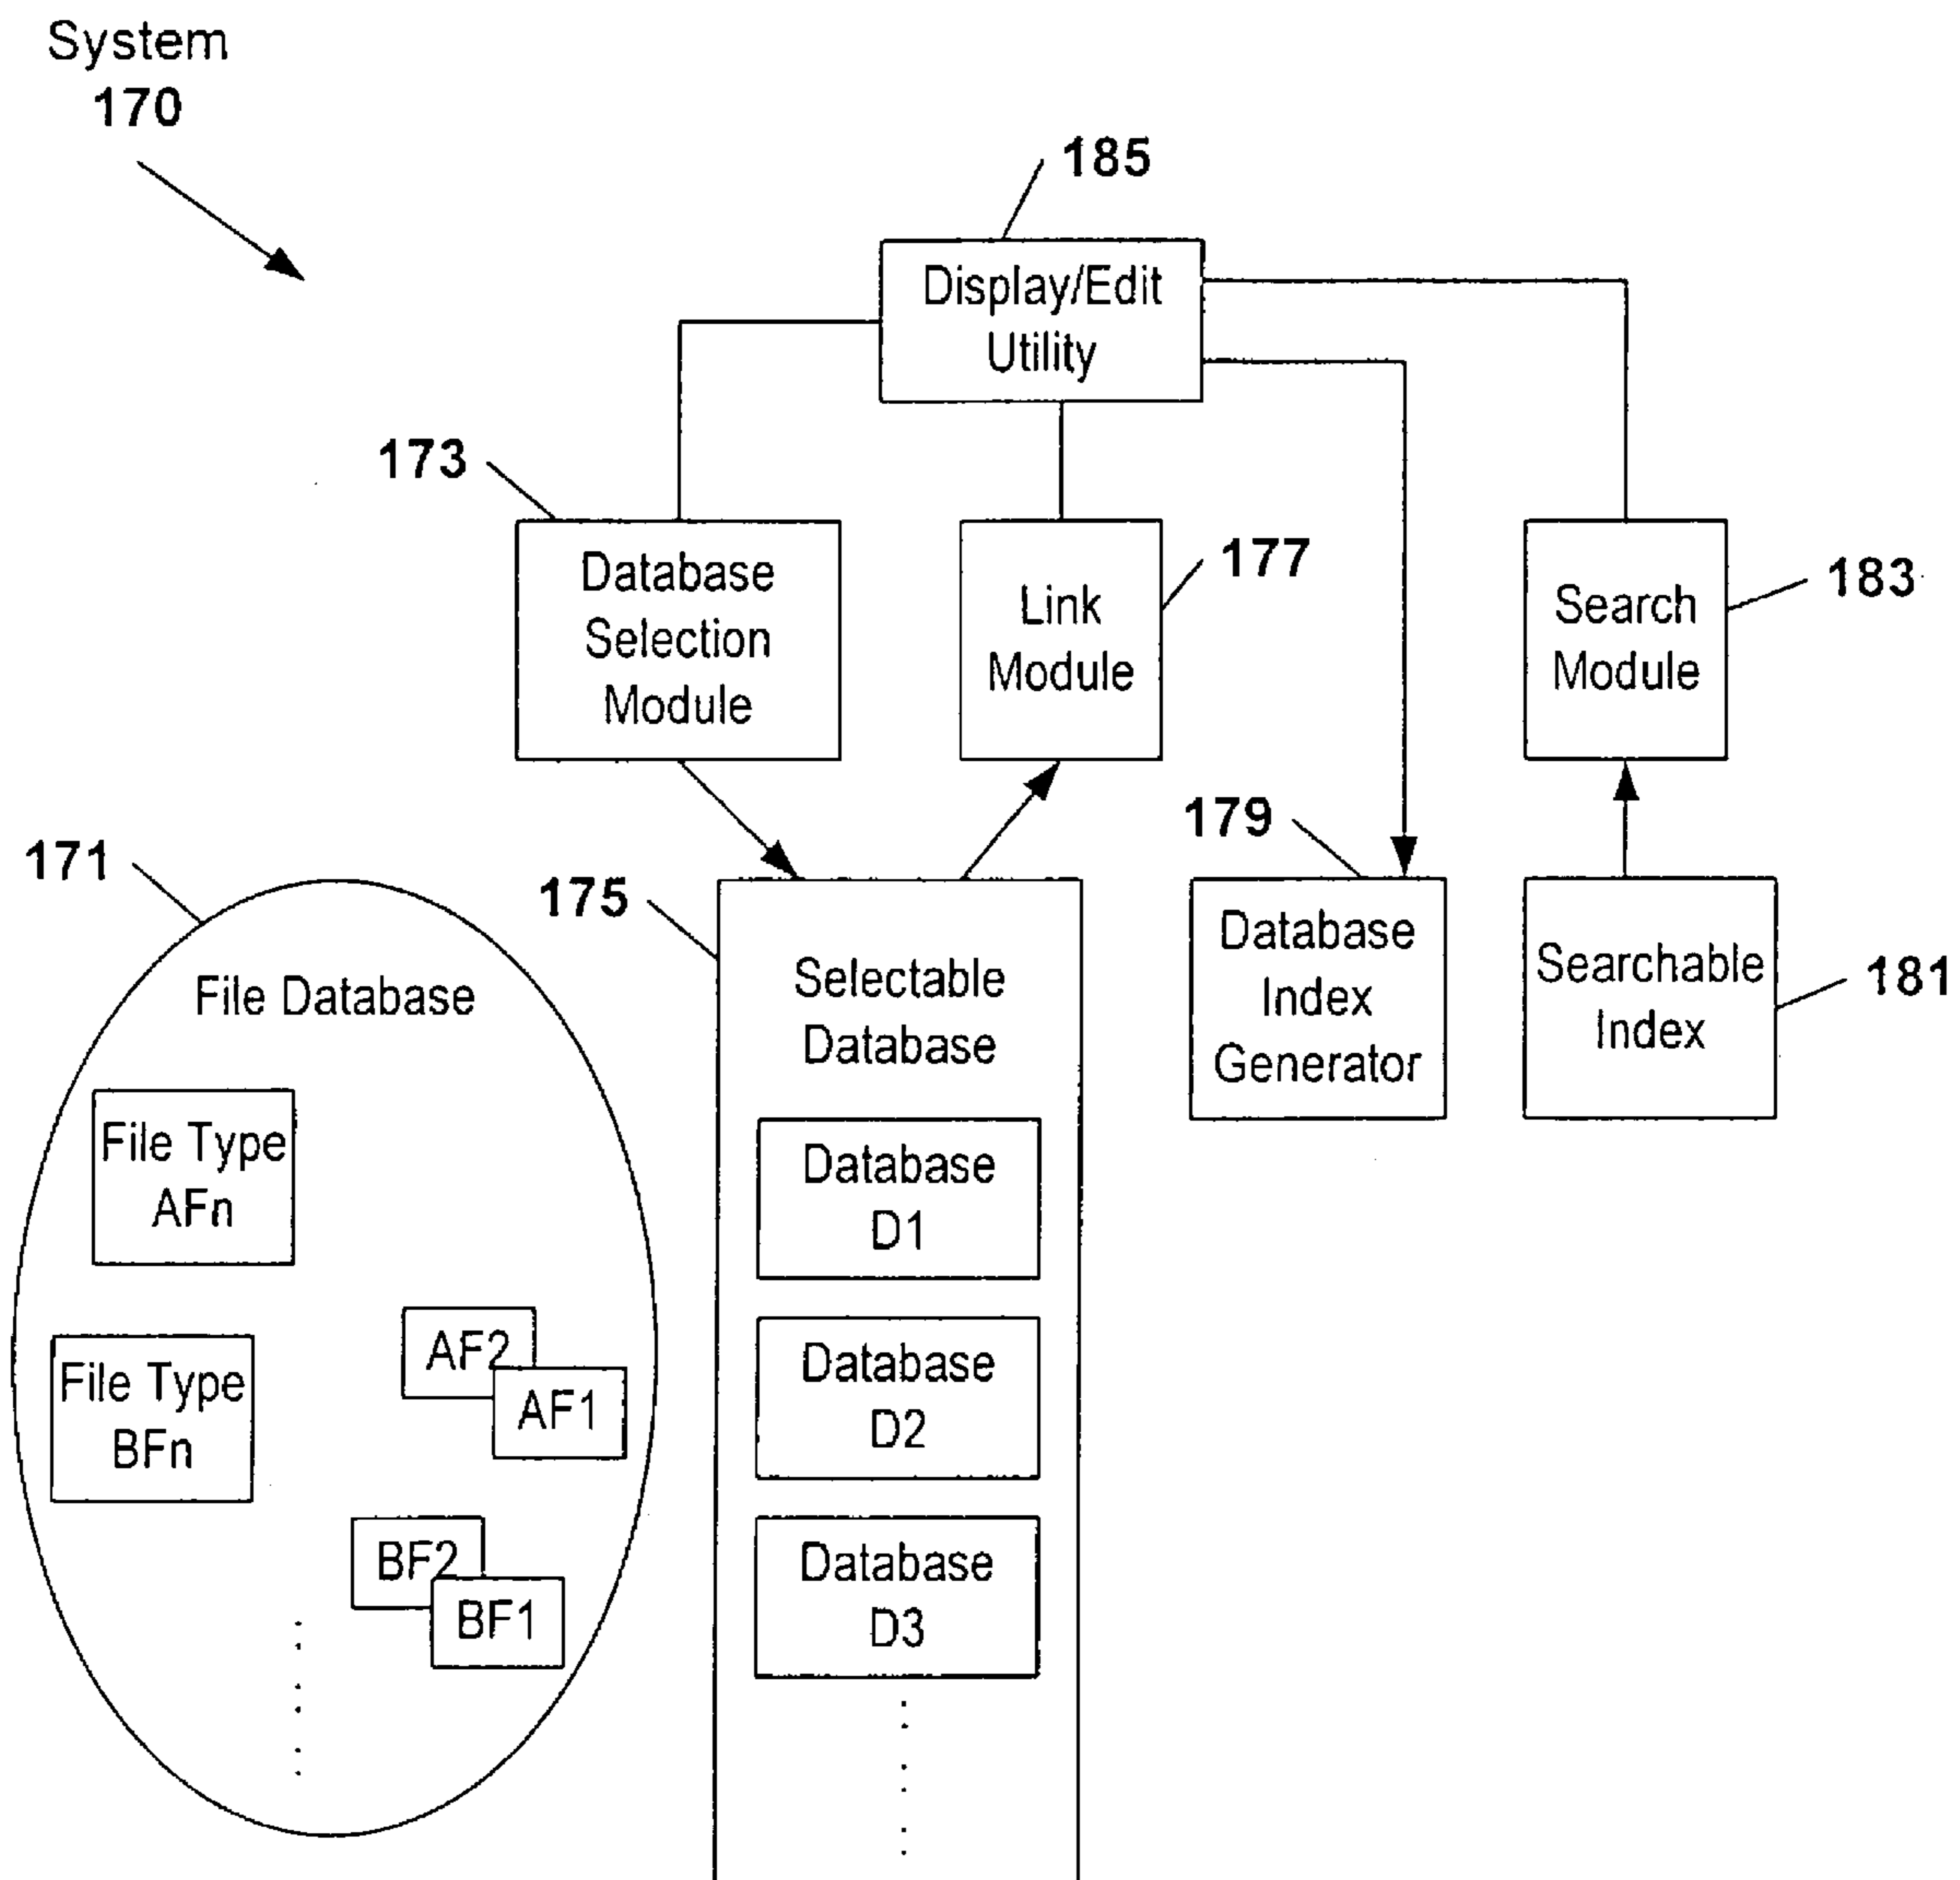 System
170
185
Display/Edit
Utility
173
Database
Selection
Module
177
Link
Module
183
Search
Module
171
File Database
File Type
AFn
File Type
BFn
AF2
AF1
BF2
BF1
175
Selectable
Database
Database
D1
Database
D2
Database
D3
179
Database
Index
Generator
181
Searchable
Index